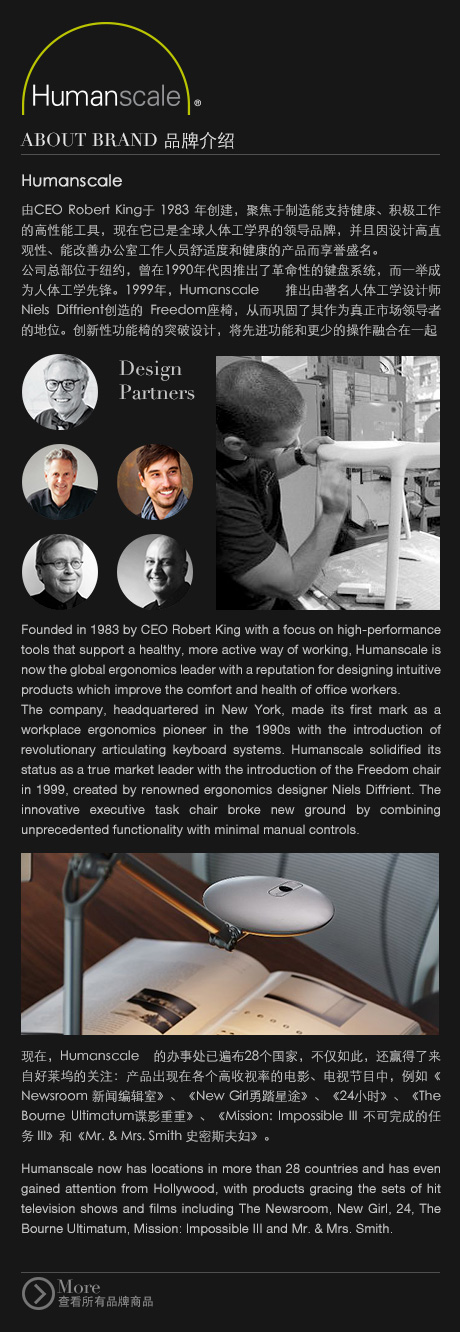 Humanscale®
ABOUT BRAND 品牌介绍
Humanscale
由CEO Robert King于 1983 年创建，聚焦于制造能支持健康、积极工作
的高性能工具，现在它已是全球人体工学界的领导品牌，并且因设计高直
观性、能改善办公室工作人员舒适度和健康的产品而享誉盛名。
公司总部位于纽约，曾在1990年代因推出了革命性的键盘系统，而一举成
为人体工学先锋。1999年，Humanscale 推出由著名人体工学设计师
Niels Diffrient创造的 Freedom座椅，从而巩固了其作为真正市场领导者
的地位。创新性功能椅的突破设计，将先进功能和更少的操作融合在一起
Design
Partners
Founded in 1983 by CEO Robert King with a focus on high-performance
tools that support a healthy, more active way of working, Humanscale is
now the global ergonomics leader with a reputation for designing intuitive
products which improve the comfort and health of office workers.
The company, headquartered in New York, made its first mark as a
workplace ergonomics pioneer in the 1990s with the introduction of
revolutionary articulating keyboard systems. Humanscale solidified its
status as a true market leader with the introduction of the Freedom chair
in 1999, created by renowned ergonomics designer Niels Diffrient. The
innovative executive task chair broke new ground by combining
unprecedented functionality with minimal manual controls.
现在，Humanscale 的办事处已遍布28个国家，不仅如此，还赢得了来
自好莱坞的关注：产品出现在各个高收视率的电影、电视节目中，例如《
Newsroom 新闻编辑室》、《New Girl勇踏星途》、《24小时》、《The
Bourne Ultimatum谍影重重》、《Mission: Impossible III 不可完成的任
务 III》和《Mr. & Mrs. Smith 史密斯夫妇》。
Humanscale now has locations in more than 28 countries and has even
gained attention from Hollywood, with products gracing the sets of hit
television shows and films including The Newsroom, New Girl, 24, The
Bourne Ultimatum, Mission: Impossible III and Mr. & Mrs. Smith.
More
查看所有品牌商品